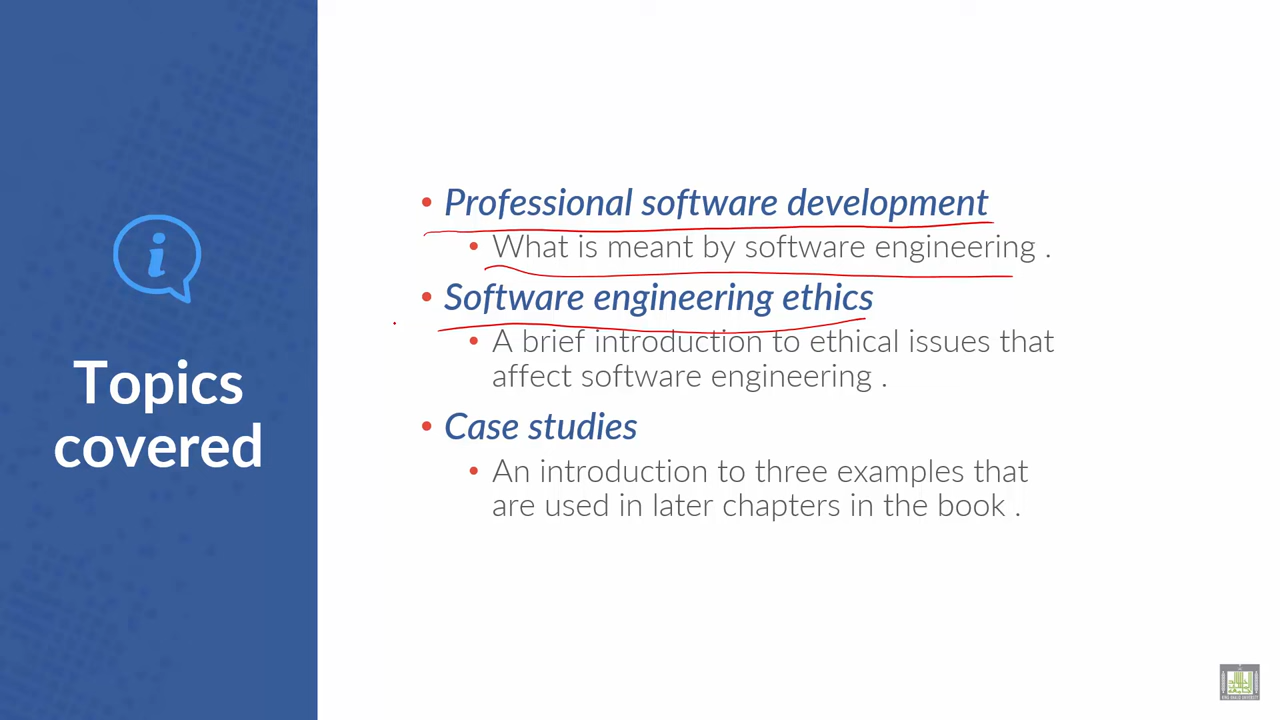 Topics
covered
• Professional software development
• What is meant by software engineering .
• Software engineering ethics
• A brief introduction to ethical issues that
affect software engineering .
• Case studies
• An introduction to three examples that
are used in later chapters in the book .